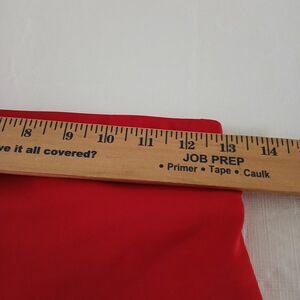 8 9 10 11 12 13 14
ve it all covered? JOB PREP
• Primer • Tape • Caulk